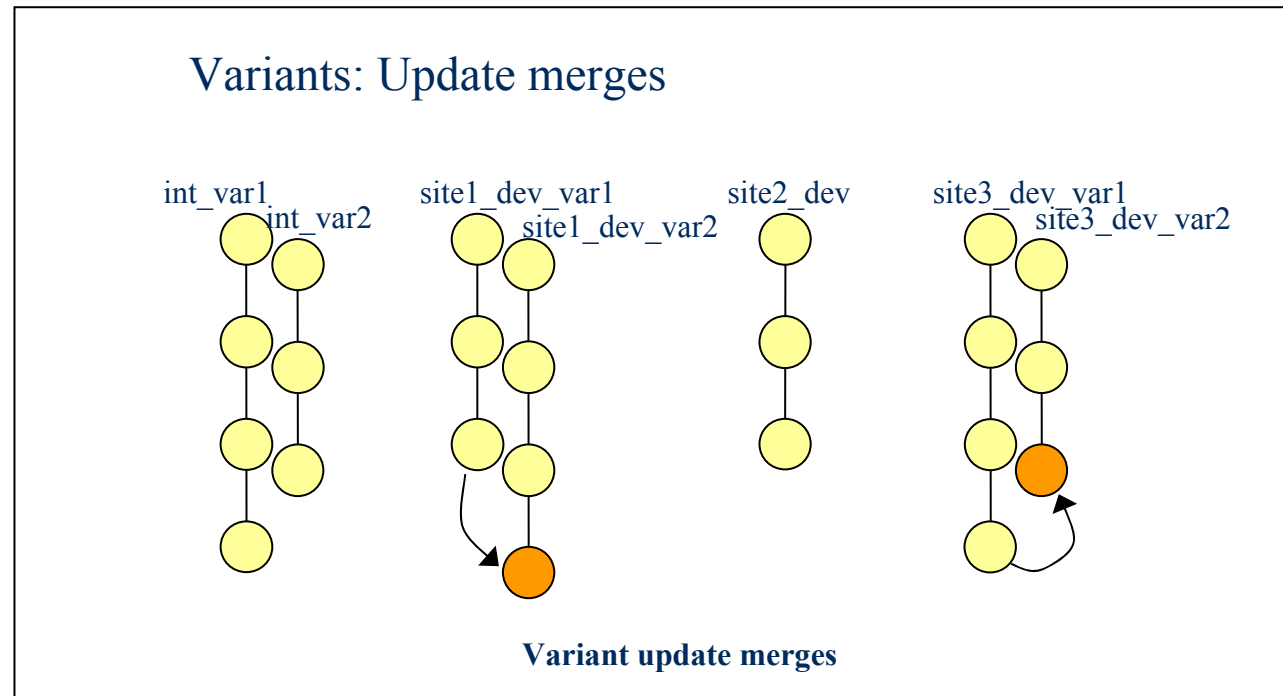 Variants: Update merges
int_var1
int_var2
site1_dev_var1
site1_dev_var2
site2_dev
site3_dev_var1
site3_dev_var2
Variant update merges